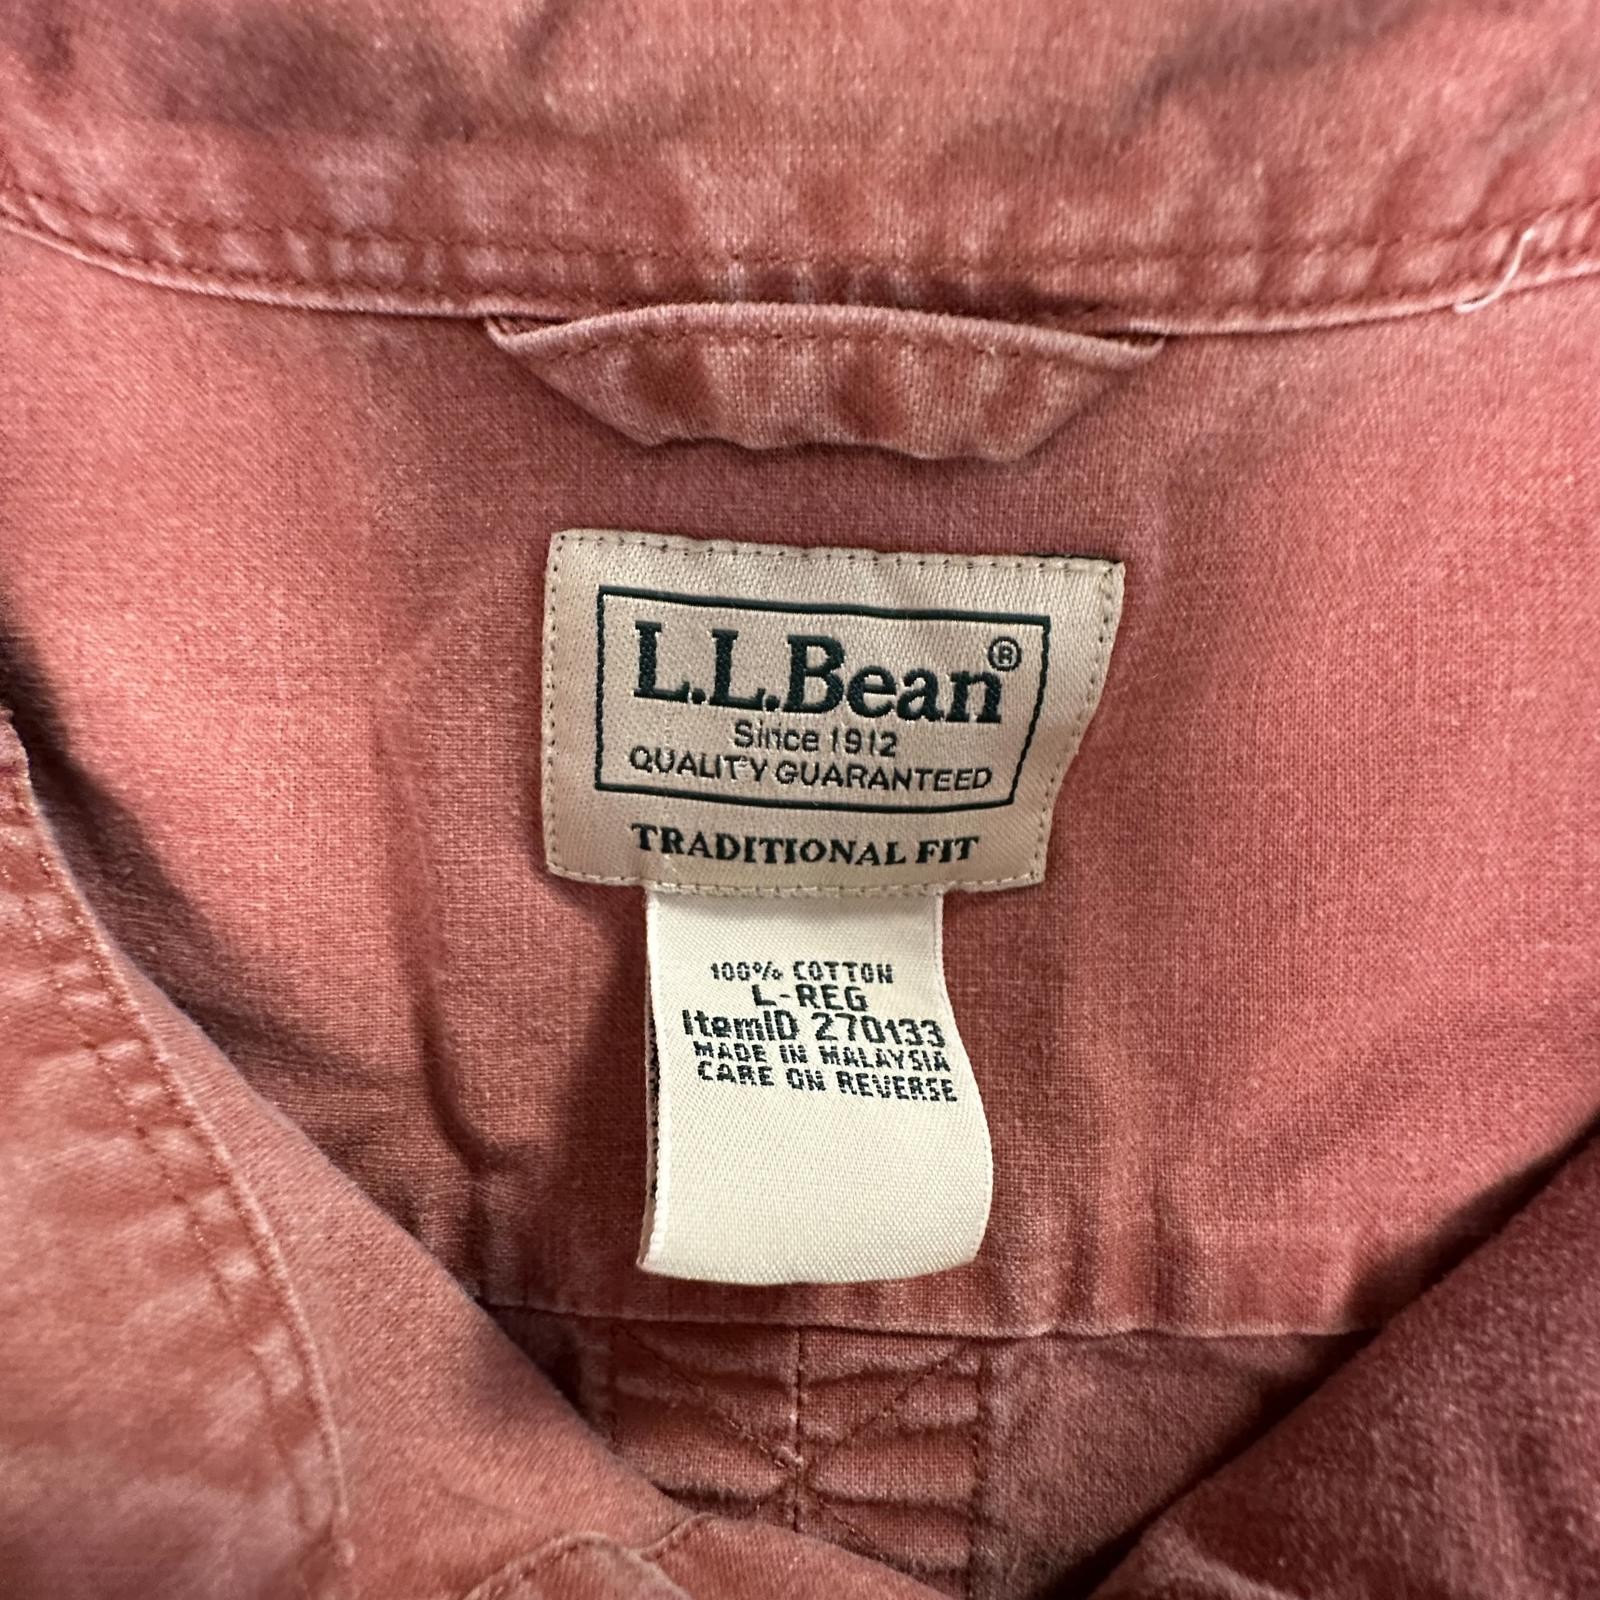 L.L.Bean®
Since 1912
QUALITY GUARANTEED
TRADITIONAL FIT
100% COTTON
L-REG
ItemID 270133
MADE IN MALAYSIA
CARE ON REVERSE